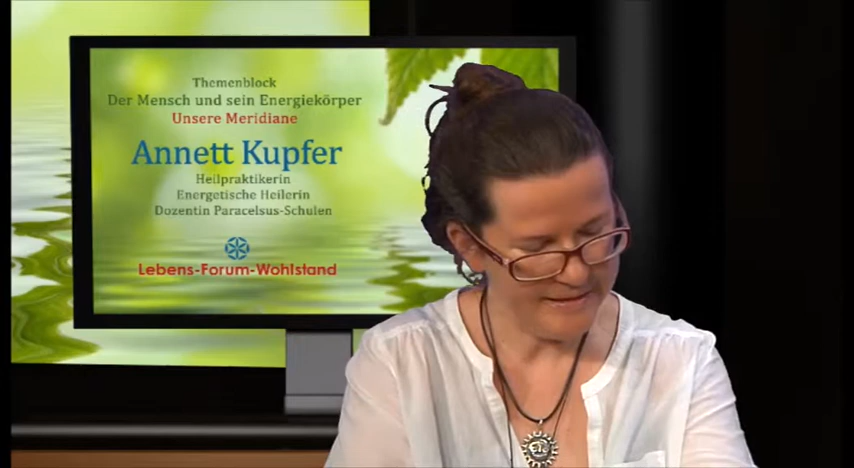 Themenblock
Der Mensch und sein Energiekörper
Unsere Meridiane
Annett Kupfer
Heilpraktikerin
Energetische Heilerin
Dozentin Paracelsus-Schulen
Lebens-Forum-Wohlstand